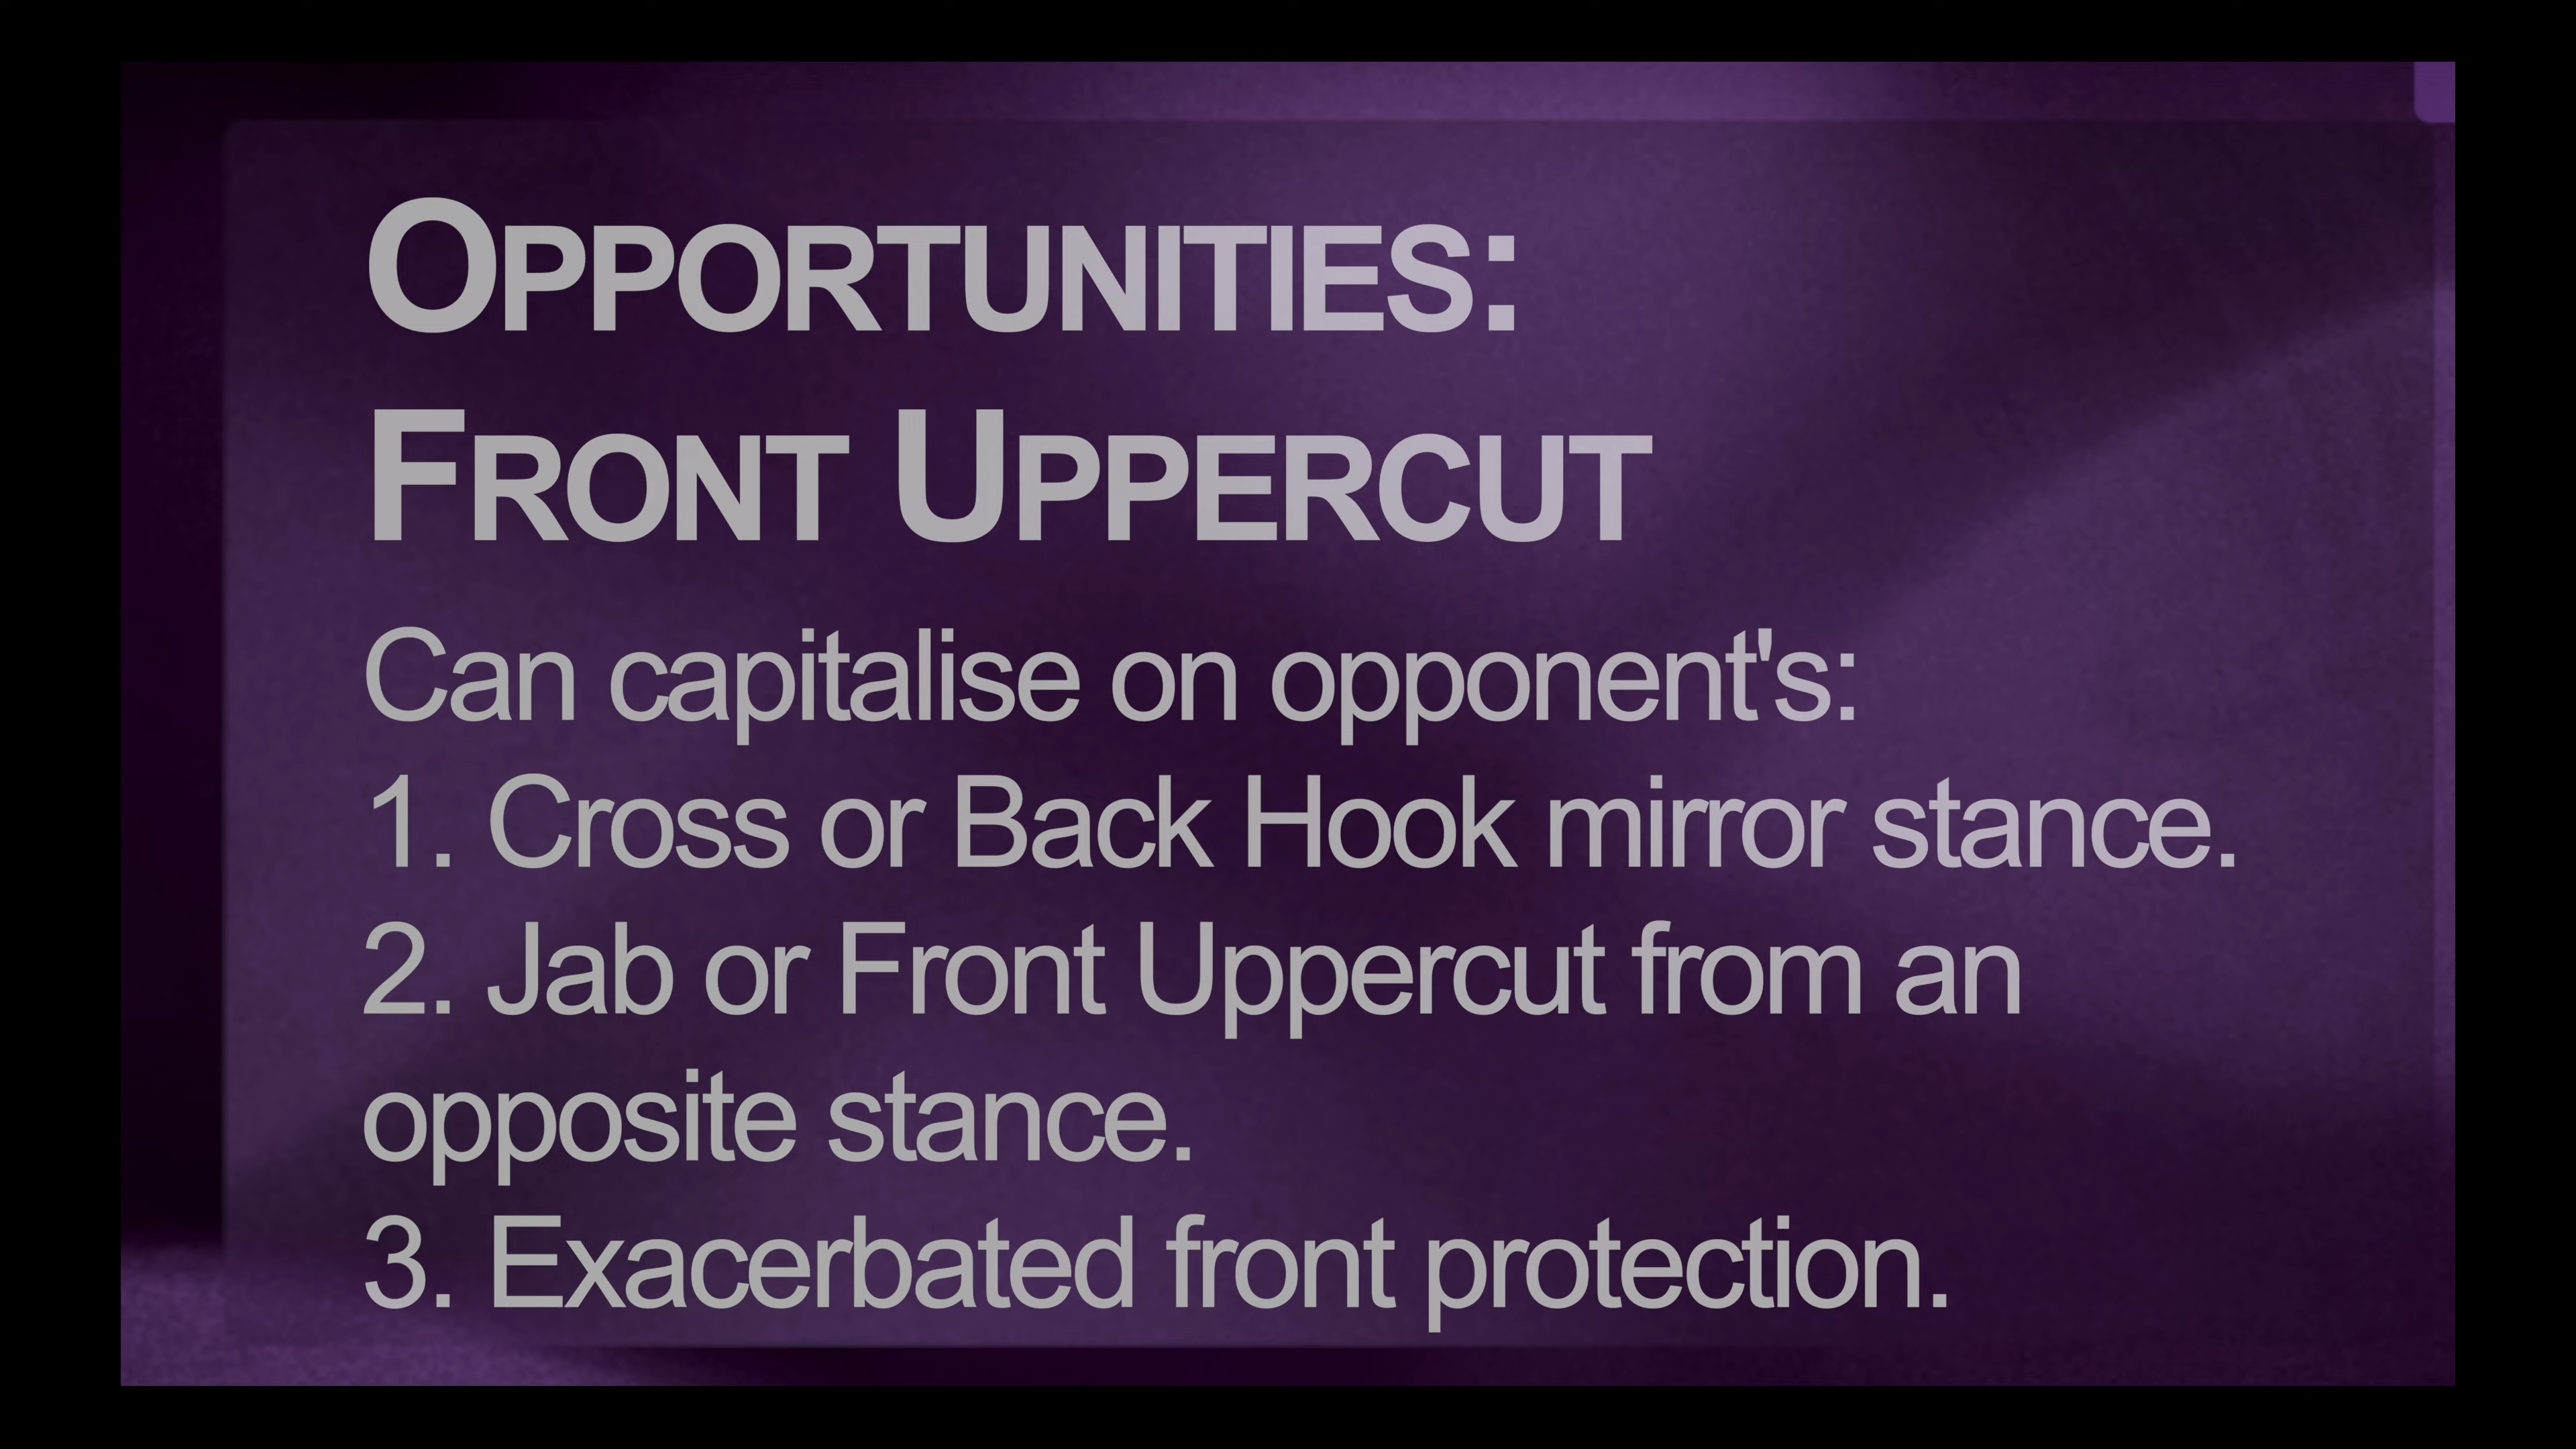 OPPORTUNITIES:
FRONT UPPERCUT
Can capitalise on opponent's:
1. Cross or Back Hook mirror stance.
2. Jab or Front Uppercut from an
opposite stance.
3. Exacerbated front protection.